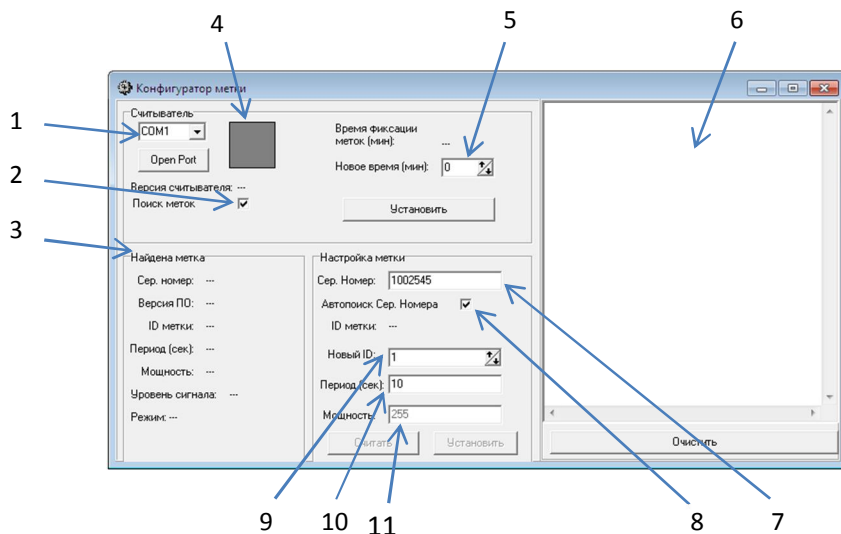 4
5
6
Конфигуратор метки
1
Считыватель
COM1
Open Port
Время фиксации
меток (мин): ---
Новое время (мин): 0
2
Версия считывателя: ---
Поиск меток
Установить
3
Найдена метка
Сер. номер: ---
Версия ПО: ---
ID метки: ---
Период (сек): ---
Мощность: ---
Уровень сигнала: ---
Режим: ---
Настройка метки
Сер. Номер: 1002545
Автопоиск Сер. Номера
ID метки: ---
Новый ID: 1
Период (сек): 10
Мощность: 255
Считать
Установить
Очистить
9
10
11
8
7